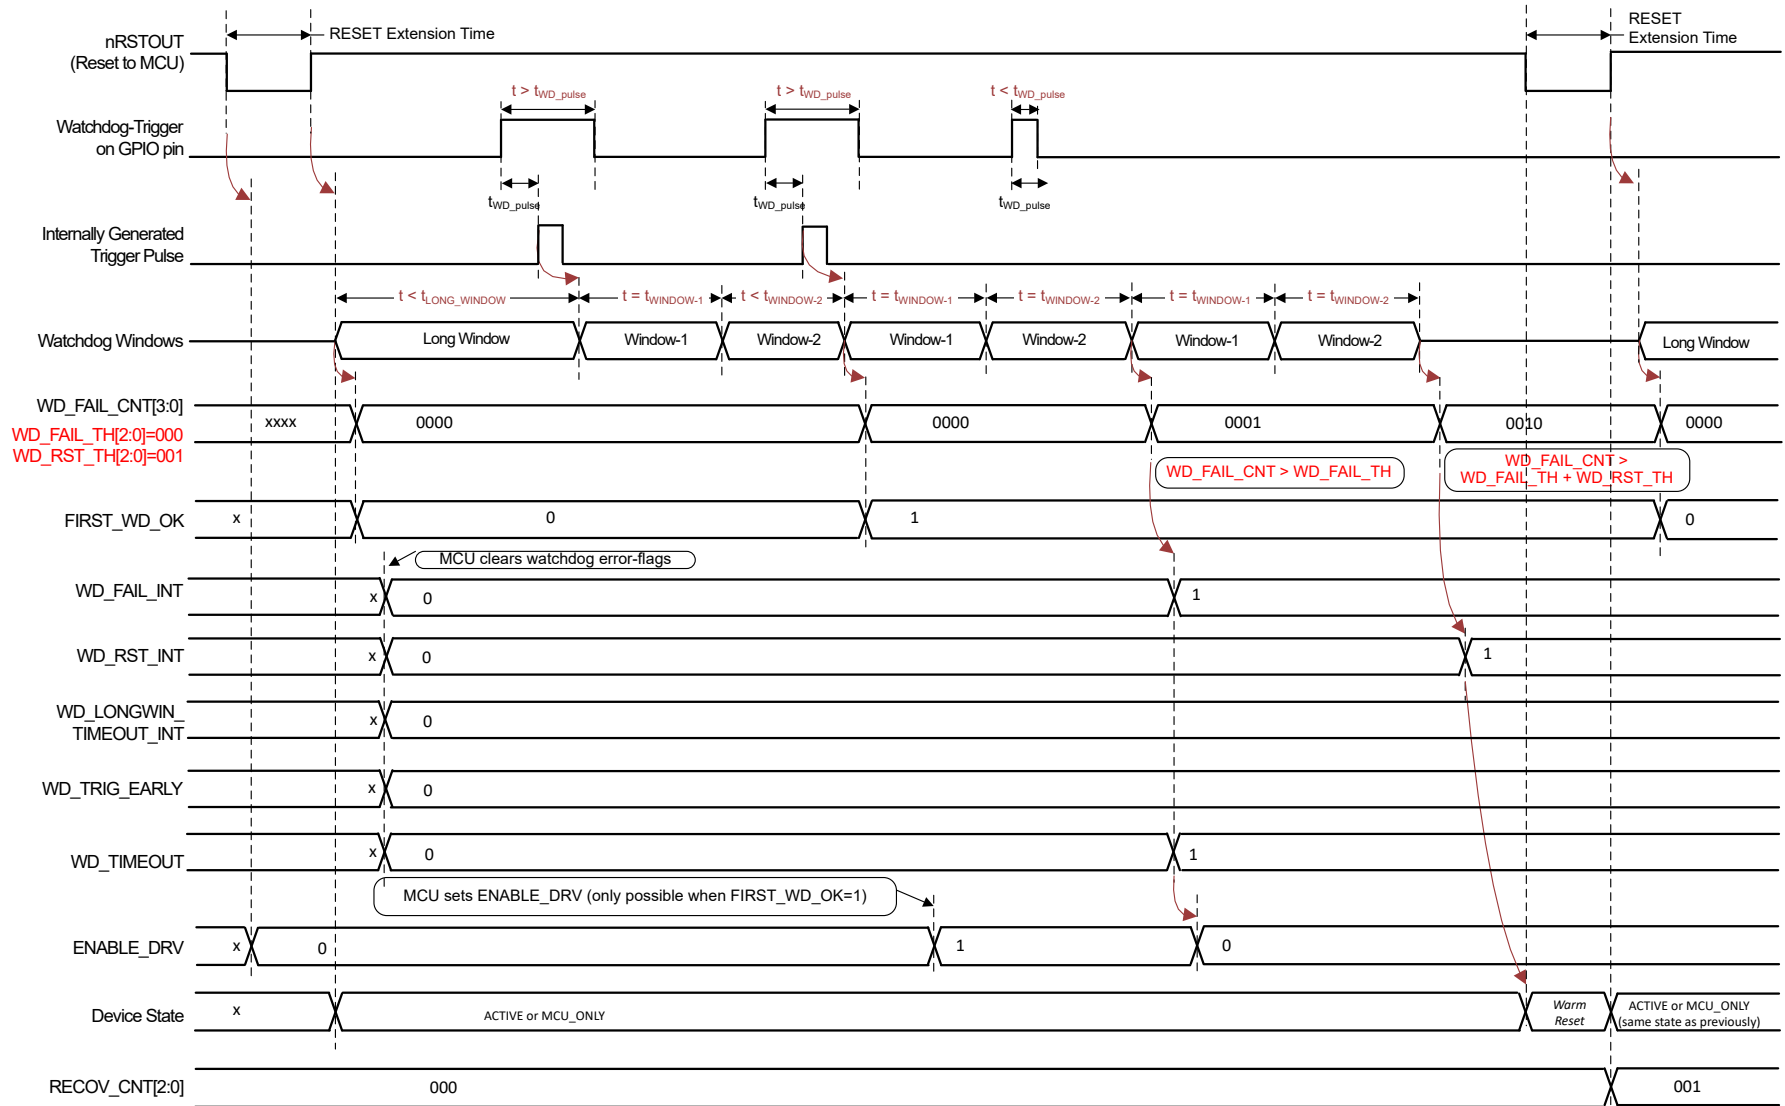 RESET Extension Time
RESET
Extension Time
nRSTOUT
(Reset to MCU)
t > tWD_pulse
t > tWD_pulse
t < tWD_pulse
Watchdog-Trigger
on GPIO pin
tWD_pulse
tWD_pulse
tWD_pulse
Internally Generated
Trigger Pulse
t < tLONG_WINDOW
t = tWINDOW-1
t < tWINDOW-2
t = tWINDOW-1
t = tWINDOW-2
t = tWINDOW-1
t = tWINDOW-2
Watchdog Windows
Long Window
Window-1
Window-2
Window-1
Window-2
Window-1
Window-2
Long Window
WD_FAIL_CNT[3:0]
WD_FAIL_TH[2:0]=000
WD_RST_TH[2:0]=001
xxxx
0000
0000
0001
0010
0000
WD_FAIL_CNT > WD_FAIL_TH
WD_FAIL_CNT >
WD_FAIL_TH + WD_RST_TH
FIRST_WD_OK
x
0
1
0
MCU clears watchdog error-flags
WD_FAIL_INT
x
0
1
WD_RST_INT
x
0
1
WD_LONGWIN_
TIMEOUT_INT
x
0
WD_TRIG_EARLY
x
0
WD_TIMEOUT
x
0
1
MCU sets ENABLE_DRV (only possible when FIRST_WD_OK=1)
ENABLE_DRV
x
0
1
0
Device State
x
ACTIVE or MCU_ONLY
Warm
Reset
ACTIVE or MCU_ONLY
(same state as previously)
RECOV_CNT[2:0]
000
001